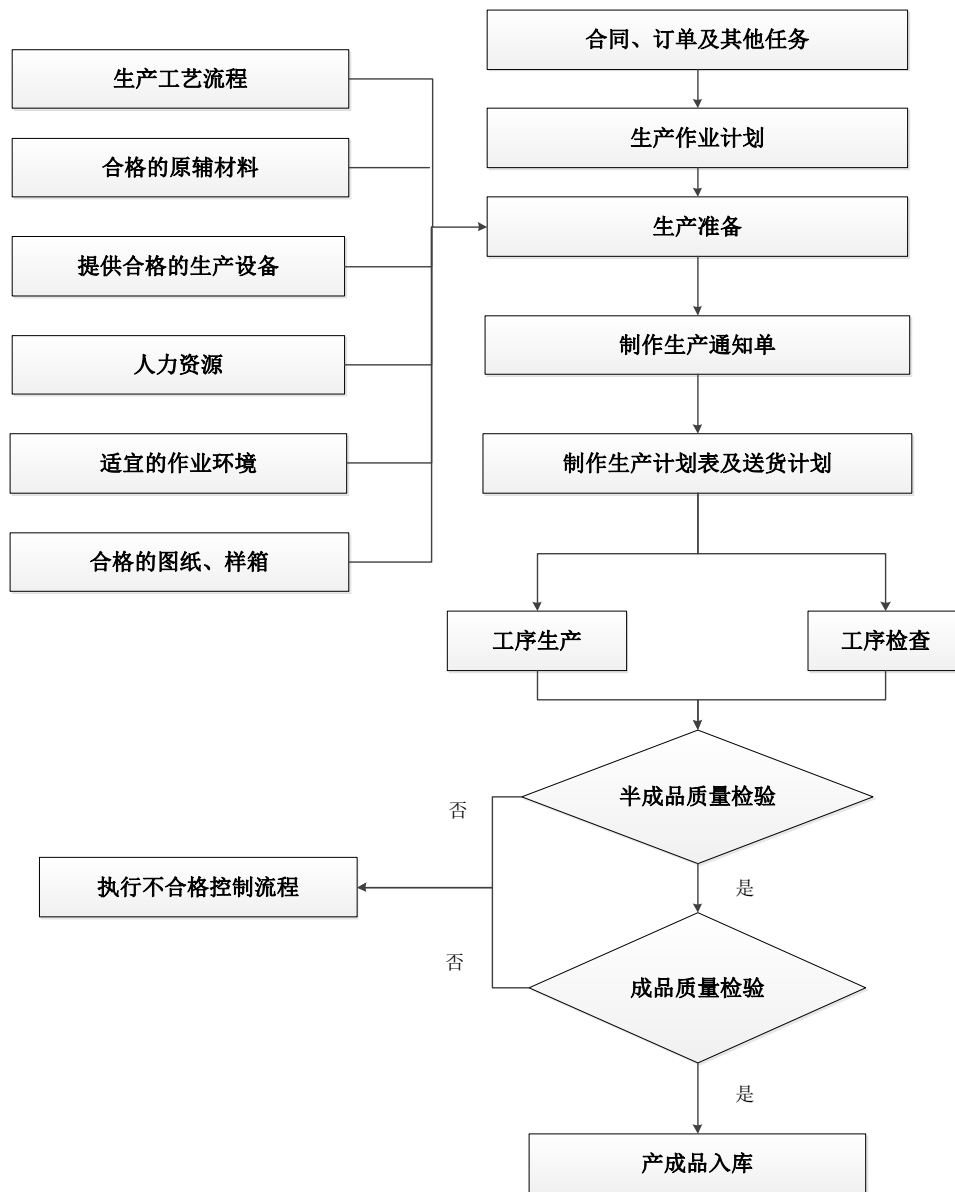 合同、订单及其他任务
生产工艺流程
生产作业计划
合格的原辅材料
生产准备
提供合格的生产设备
制作生产通知单
人力资源
适宜的作业环境
制作生产计划表及送货计划
合格的图纸、样箱
工序生产
工序检查
半成品质量检验
否
执行不合格控制流程
是
否
成品质量检验
是
产成品入库